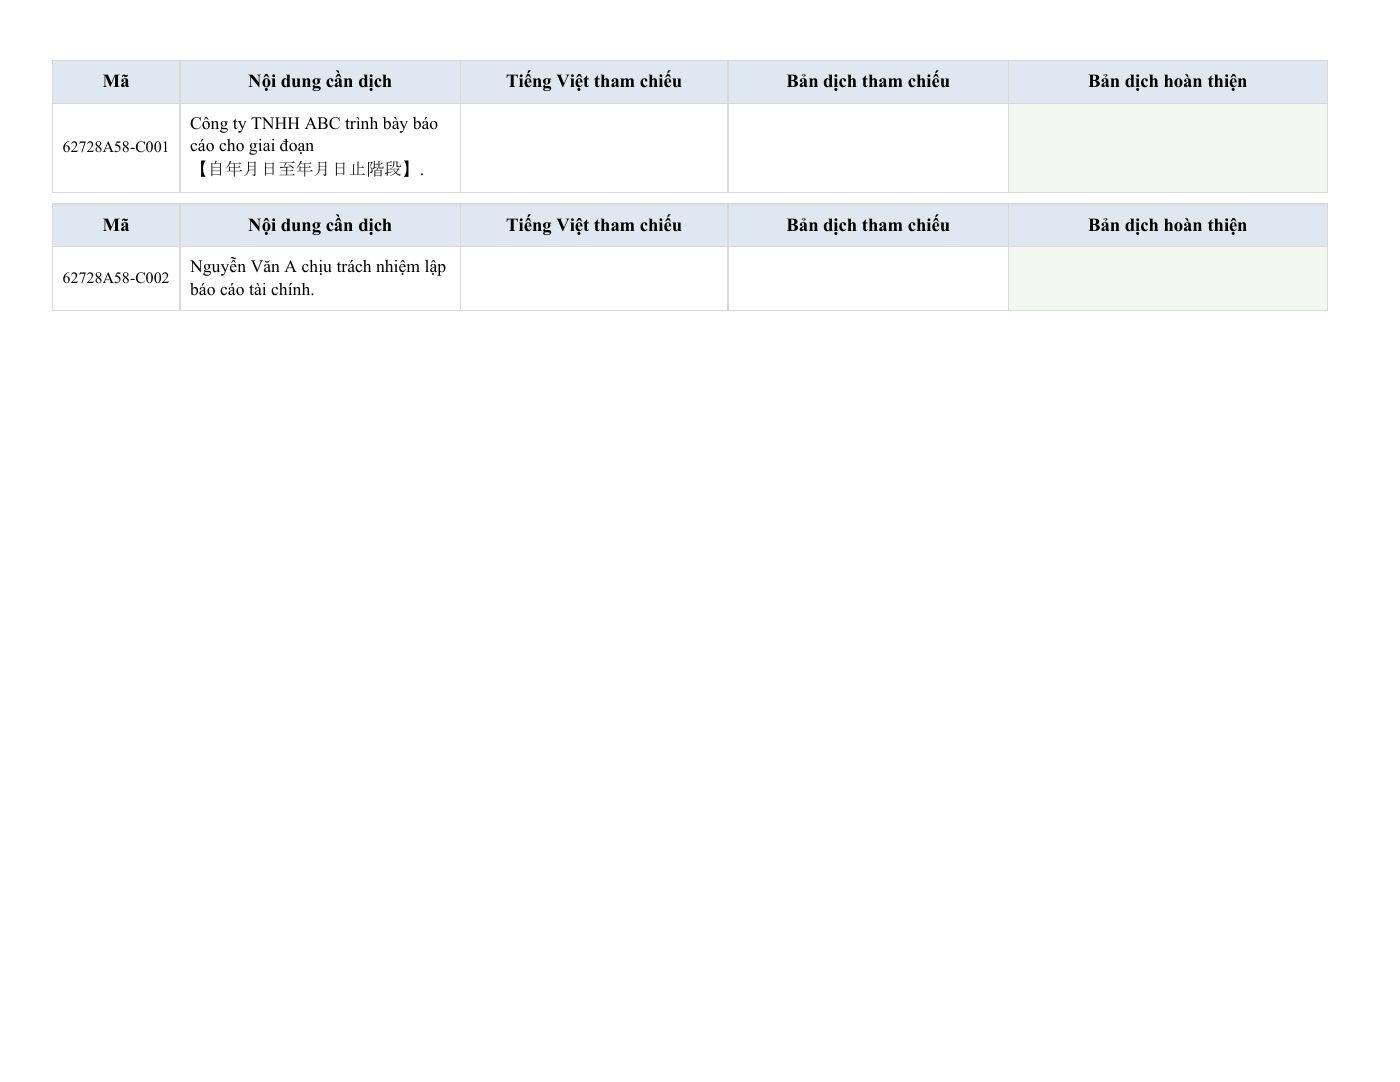 Mã Nội dung cần dịch Tiếng Việt tham chiếu Bản dịch tham chiếu Bản dịch hoàn thiện
62728A58-C001
Công ty TNHH ABC trình bày báo
cáo cho giai đoạn
【自年月日至年月日止階段】.
Mã Nội dung cần dịch Tiếng Việt tham chiếu Bản dịch tham chiếu Bản dịch hoàn thiện
62728A58-C002
Nguyễn Văn A chịu trách nhiệm lập
báo cáo tài chính.